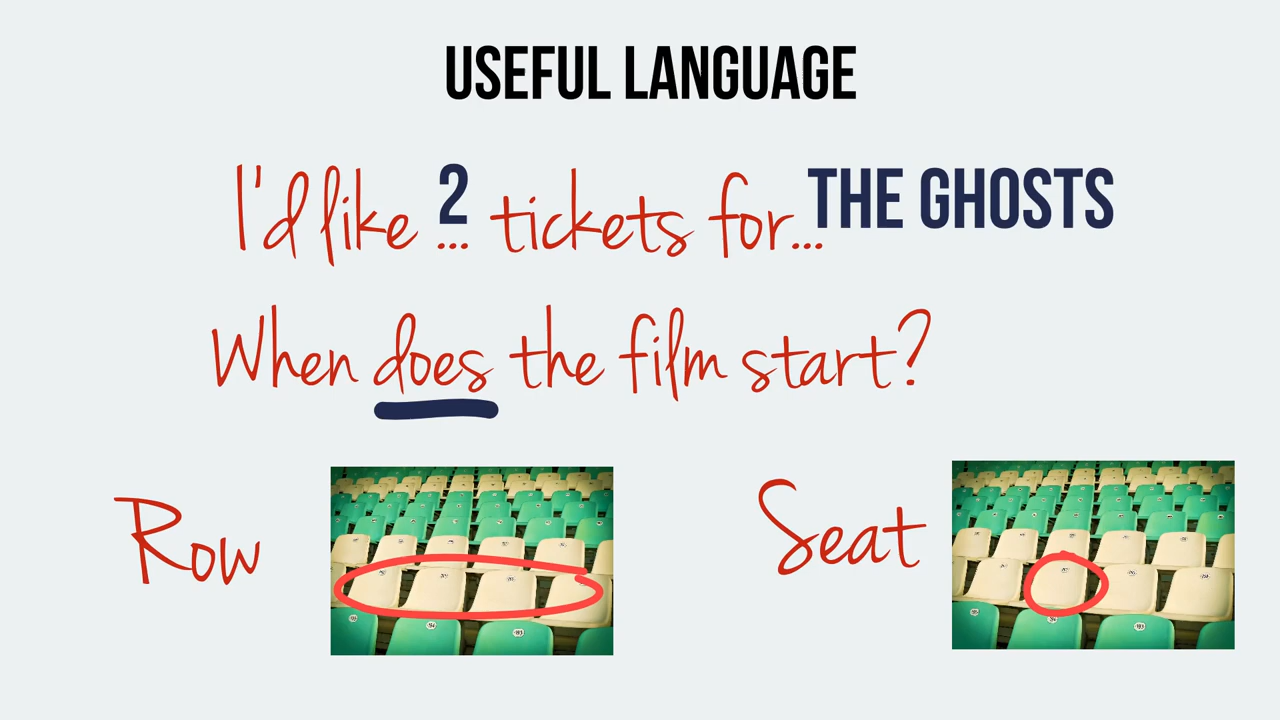 USEFUL LANGUAGE
I'd like 2 ... tickets for... THE GHOSTS
When does the film start?
Row
Seat